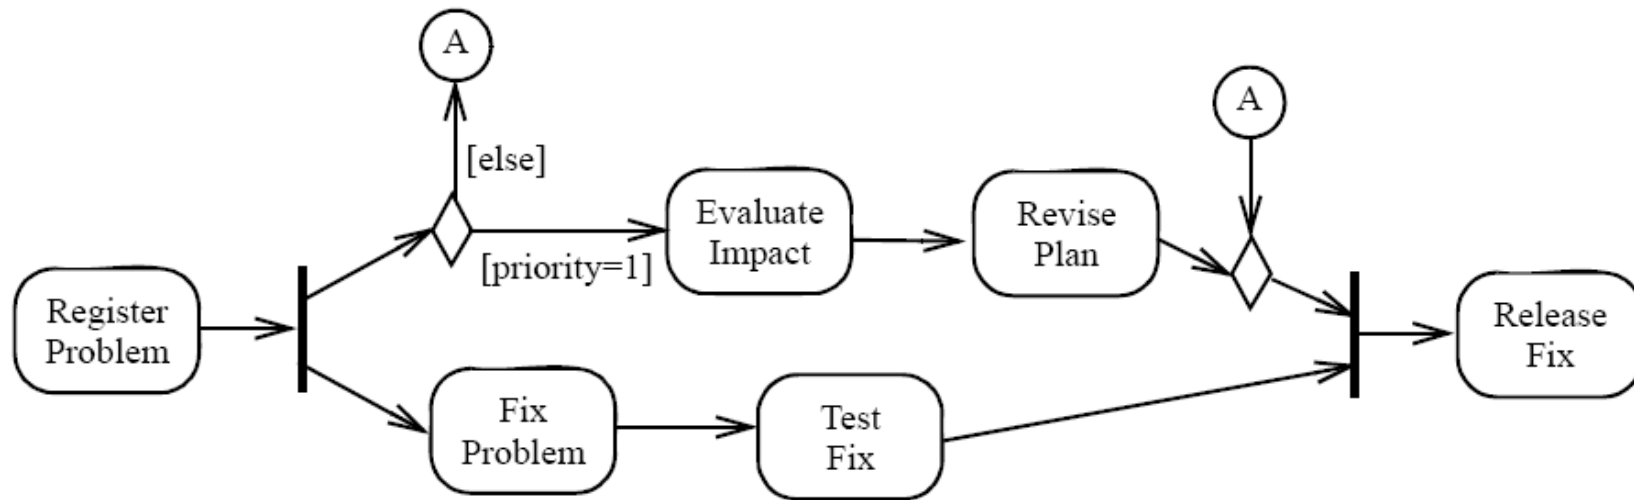 A
A
[else]
Evaluate
Impact
Revise
Plan
[priority=1]
Register
Problem
Release
Fix
Fix
Problem
Test
Fix